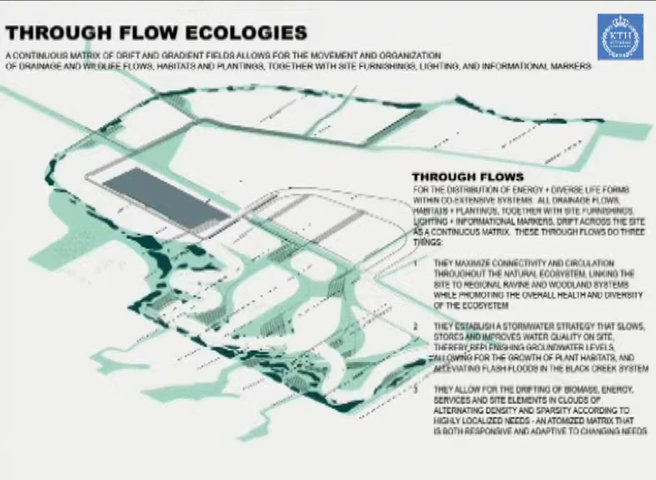 THROUGH FLOW ECOLOGIES
KTH
A CONTINUOUS MATRIX OF DRIFT AND GRADIENT FIELDS ALLOWS FOR THE MOVEMENT AND ORGANIZATION
OF DRAINAGE AND WILDLIFE FLOWS, HABITATS AND PLANTINGS, TOGETHER WITH SITE FURNISHINGS, LIGHTING, AND INFORMATIONAL MARKERS
THROUGH FLOWS
FOR THE DISTRIBUTION OF ENERGY + DIVERSE LIFE FORMS
WITHIN CO-EXTENSIVE SYSTEMS. ALL DRAINAGE FLOWS,
HABITATS + PLANTINGS, TOGETHER WITH SITE FURNISHINGS,
LIGHTING + INFORMATIONAL MARKERS, DRIFT ACROSS THE SITE
AS A CONTINUOUS MATRIX. THESE THROUGH FLOWS DO THREE
THINGS:
1 THEY MAXIMIZE CONNECTIVITY AND CIRCULATION
THROUGHOUT THE NATURAL ECOSYSTEM, LINKING THE
SITE TO REGIONAL RAVINE AND WOODLAND SYSTEMS
WHILE PROMOTING THE OVERALL HEALTH AND DIVERSITY
OF THE ECOSYSTEM
2 THEY ESTABLISH A STORMWATER STRATEGY THAT SLOWS,
STORES AND IMPROVES WATER QUALITY ON SITE,
THEREBY REPLENISHING GROUNDWATER LEVELS,
ALLOWING FOR THE GROWTH OF PLANT HABITATS, AND
ALLEVIATING FLASH FLOODS IN THE BLACK CREEK SYSTEM
3 THEY ALLOW FOR THE DRIFTING OF BIOMASS, ENERGY,
SERVICES AND SITE ELEMENTS IN CLOUDS OF
ALTERNATING DENSITY AND SPARSITY ACCORDING TO
HIGHLY LOCALIZED NEEDS - AN ATOMIZED MATRIX THAT
IS BOTH RESPONSIVE AND ADAPTIVE TO CHANGING NEEDS